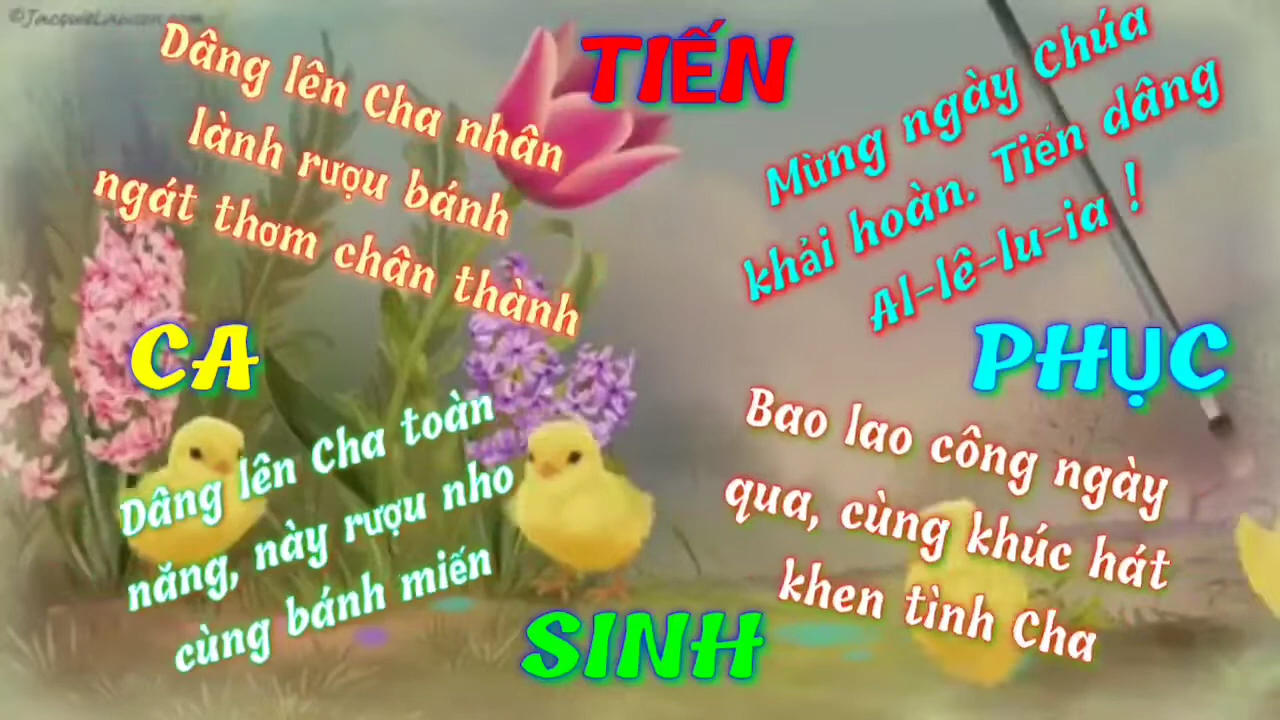 ©JacquieLawson.com
TIẾN
CA
PHỤC
SINH
Dâng lên Cha nhân
lành rượu bánh
ngát thơm chân thành
Mừng ngày Chúa
khải hoàn. Tiến dâng
Al-lê-lu-ia !
Dâng lên Cha toàn
năng, này rượu nho
cùng bánh miến
Bao lao công ngày
qua, cùng khúc hát
khen tình Cha